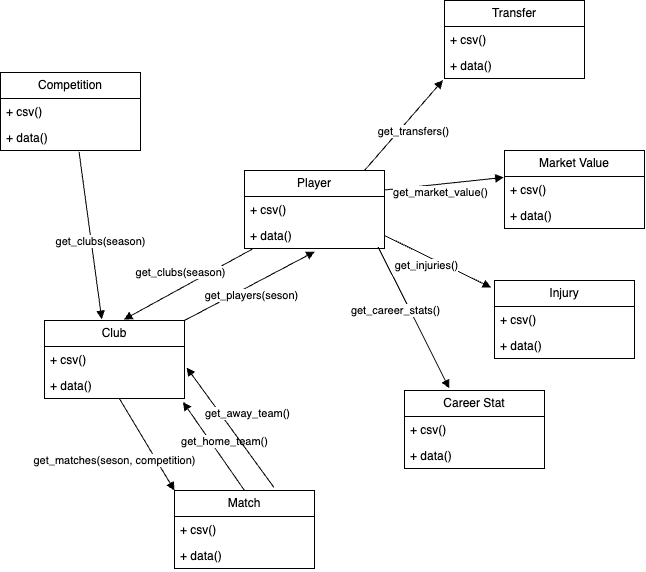 Transfer
+ csv()
+ data()
Competition
+ csv()
+ data()
get_transfers()
Market Value
+ csv()
+ data()
Player
+ csv()
+ data()
get_market_value()
get_clubs(season)
get_clubs(season)
get_players(seson)
get_injuries()
get_career_stats()
Injury
+ csv()
+ data()
Club
+ csv()
+ data()
Career Stat
+ csv()
+ data()
get_away_team()
get_home_team()
get_matches(seson, competition)
Match
+ csv()
+ data()